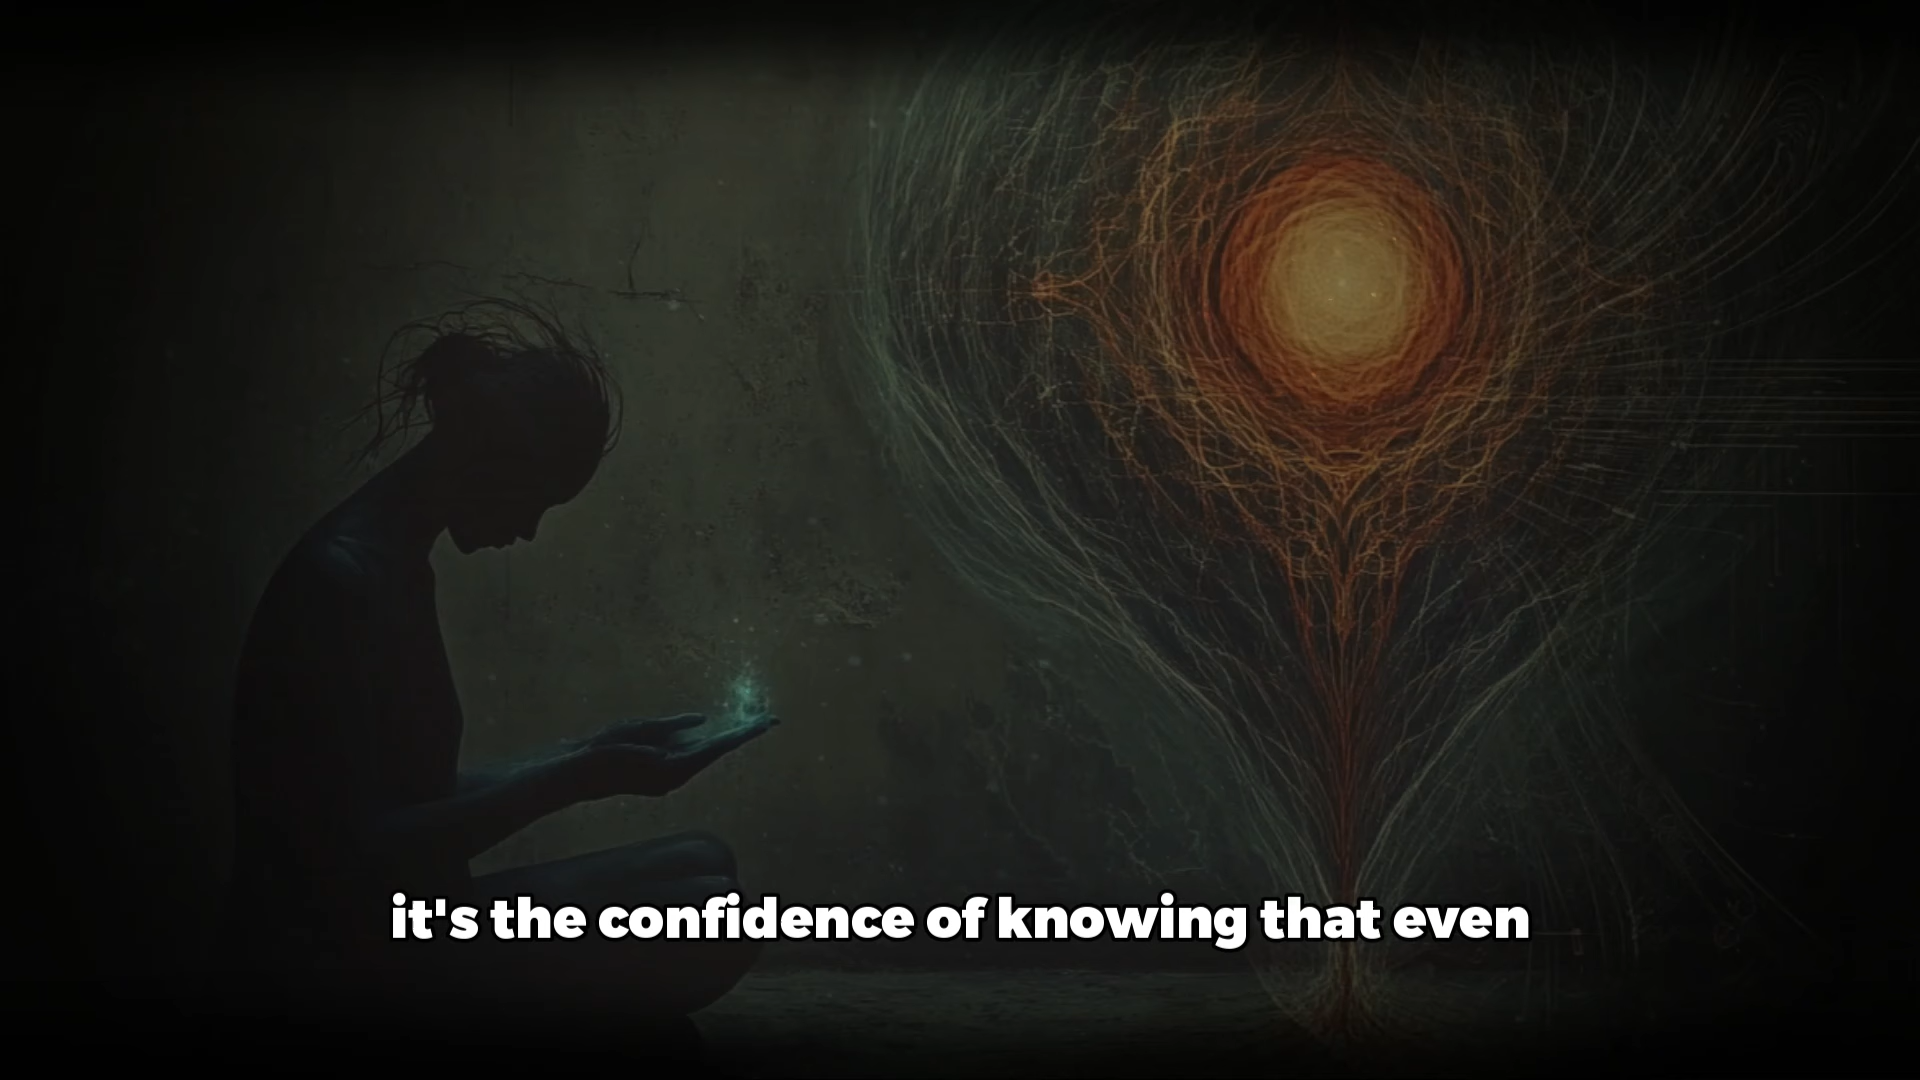 it's the confidence of knowing that even